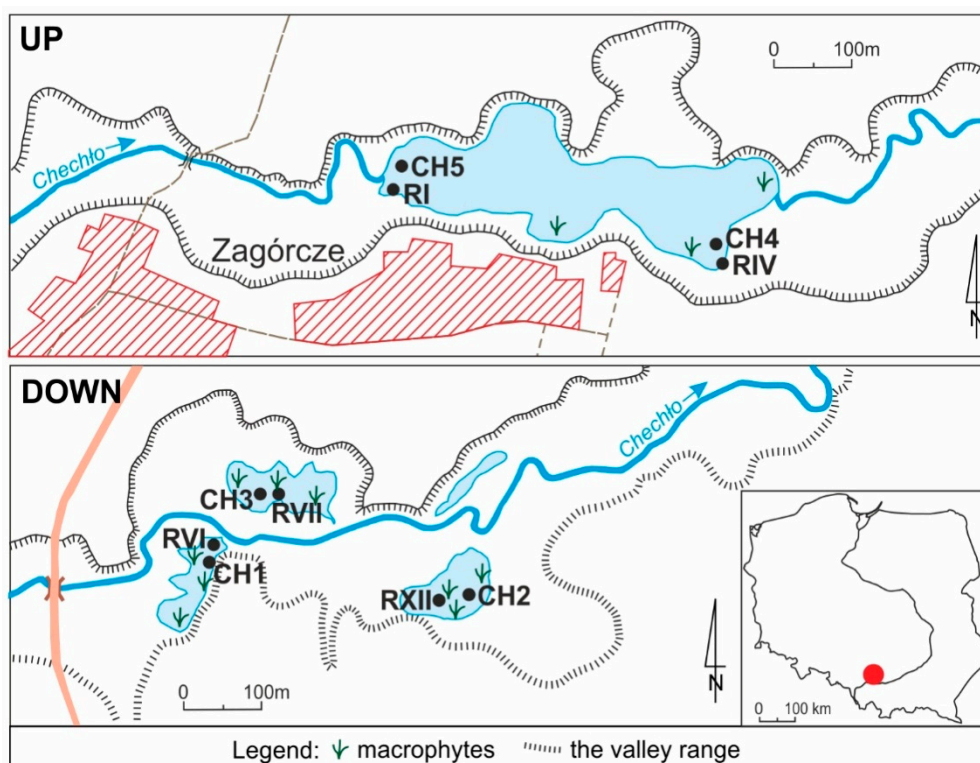 UP
0 100m
Chechło
CH5
RI
Zagórcze
CH4
RIV
N
DOWN
Chechło
CH3
RVII
RVI
CH1
RXII
CH2
N
0 100m
0 100 km
Legend: macrophytes the valley range